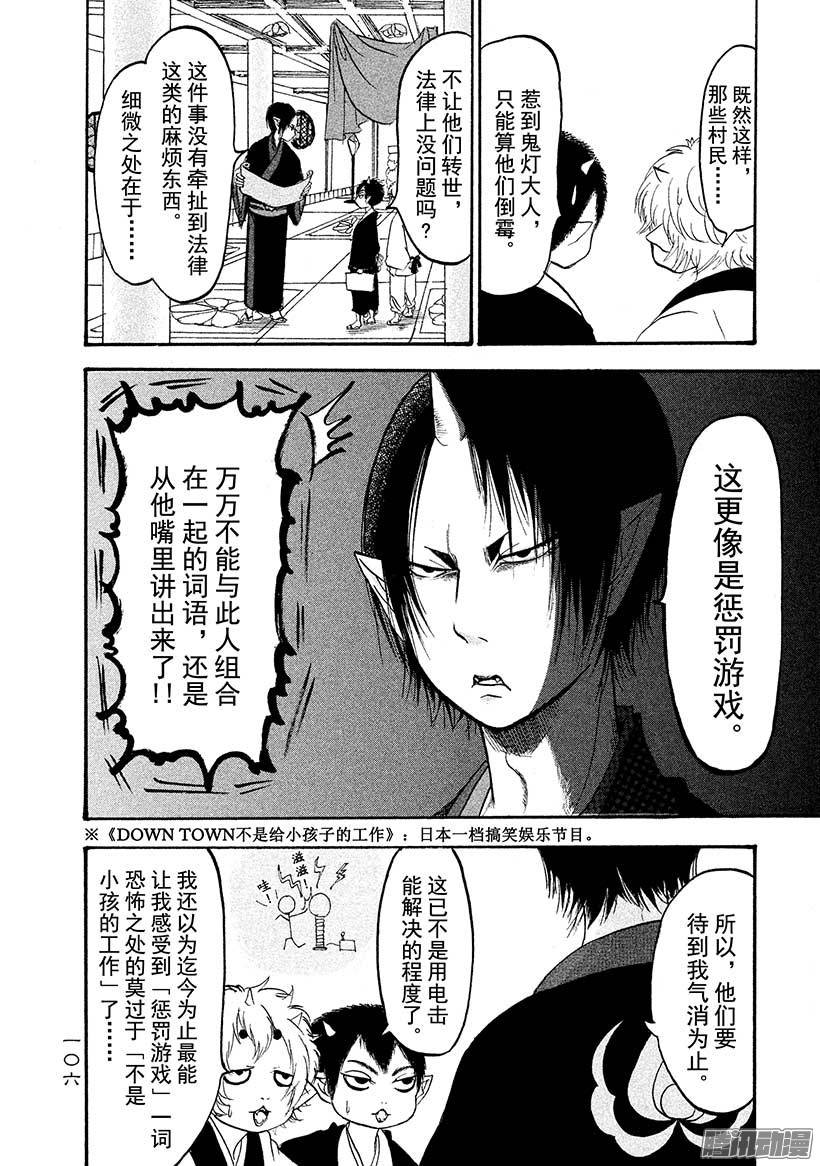 既然这样，
那些村民……
惹到鬼灯大人，
只能算他们倒霉。
不让他们转世，
法律上没问题吗？
这件事没有牵扯到法律
这类的麻烦东西。
细微之处在于……
这更像是惩罚游戏。
万万不能与此人组合
在一起的词语，还是
从他嘴里讲出来了!!
※《DOWN TOWN不是给小孩子的工作》：日本一档搞笑娱乐节目。
所以，他们要
待到我气消为止。
这已不是用电击
能解决的程度了。
滋滋
哇
我还以为迄今为止最能
让我感受到「惩罚游戏」一词
恐怖之处的莫过于「不是
小孩的工作」了……
一〇六
腾讯动漫